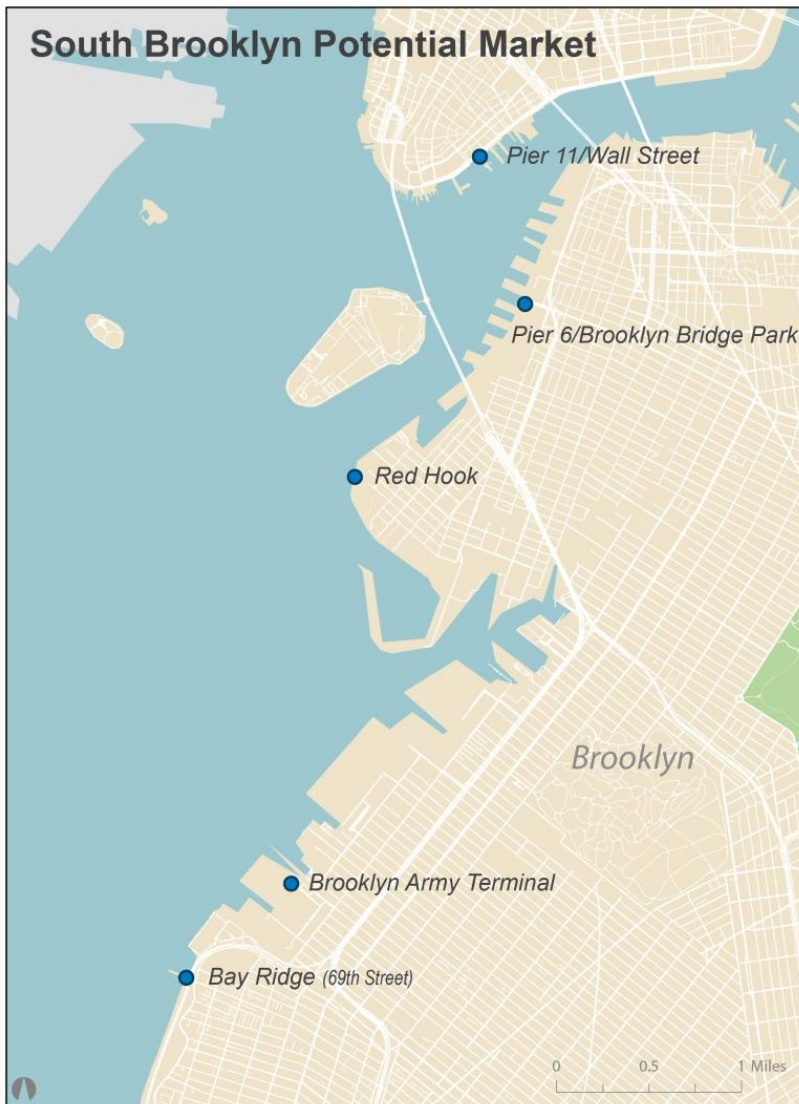 South Brooklyn Potential Market
Pier 11/Wall Street
Pier 6/Brooklyn Bridge Park
Red Hook
Brooklyn
Brooklyn Army Terminal
Bay Ridge (69th Street)
0 0.5 1 Miles